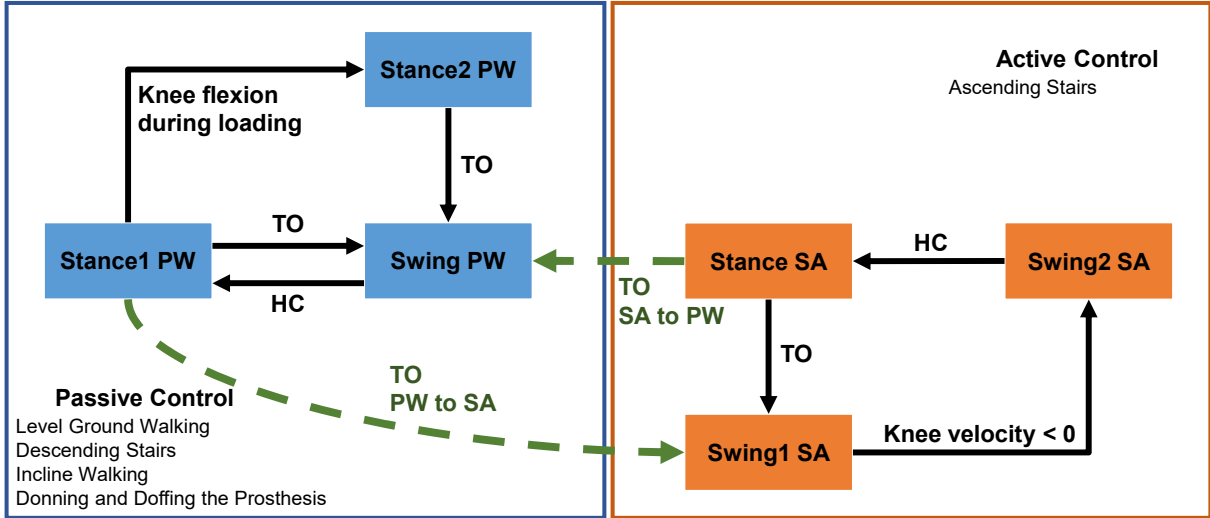 Stance2 PW
Knee flexion
during loading
TO
Stance1 PW
TO
Swing PW
HC
Passive Control
Level Ground Walking
Descending Stairs
Incline Walking
Donning and Doffing the Prosthesis
TO
PW to SA
TO
SA to PW
Active Control
Ascending Stairs
Stance SA
HC
Swing2 SA
TO
Swing1 SA
Knee velocity < 0